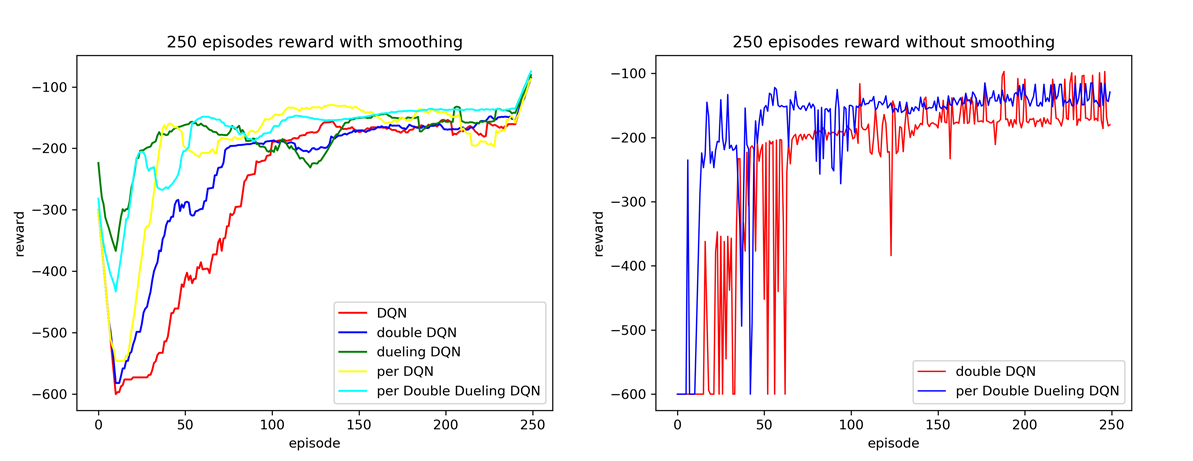 250 episodes reward with smoothing
reward
−100
−200
−300
−400
−500
−600
0
50
100
150
200
250
episode
DQN
double DQN
dueling DQN
per DQN
per Double Dueling DQN
250 episodes reward without smoothing
reward
−100
−200
−300
−400
−500
−600
0
50
100
150
200
250
episode
double DQN
per Double Dueling DQN